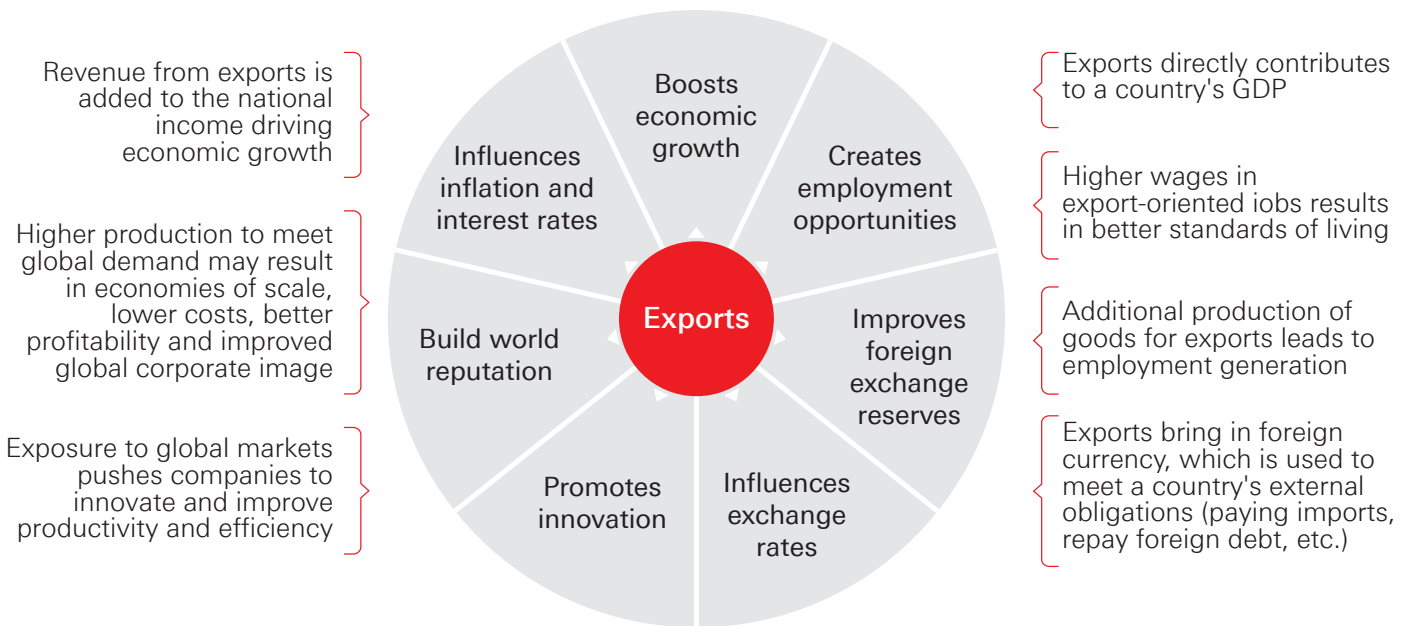 Revenue from exports is
added to the national
income driving
economic growth
Higher production to meet
global demand may result
in economies of scale,
lower costs, better
profitability and improved
global corporate image
Exposure to global markets
pushes companies to
innovate and improve
productivity and efficiency
Boosts
economic
growth
Creates
employment
opportunities
Improves
foreign
exchange
reserves
Influences
exchange
rates
Promotes
innovation
Build world
reputation
Influences
inflation and
interest rates
Exports
Exports directly contributes
to a country's GDP
Higher wages in
export-oriented iobs results
in better standards of living
Additional production of
goods for exports leads to
employment generation
Exports bring in foreign
currency, which is used to
meet a country's external
obligations (paying imports,
repay foreign debt, etc.)